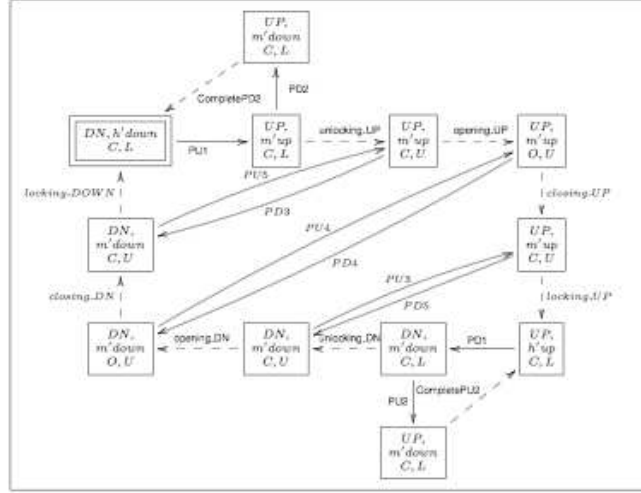 UP,
m'down
C, L
CompletePD2
PD2
DN, h'down
C, L
PU1
UP,
m'up
C, L
unlocking_UP
UP,
m'up
C, U
opening_UP
UP,
m'up
O, U
locking_DOWN
PU5
PD3
closing_UP
DN,
m'down
C, U
PU4
PD4
UP,
m'up
C, U
closing_DN
PU3
PD5
locking_UP
DN,
m'down
O, U
opening_DN
DN,
m'down
C, U
unlocking_DN
DN,
m'down
C, L
PD1
UP,
h'up
C, L
PU2
CompletePU2
UP,
m'down
C, L